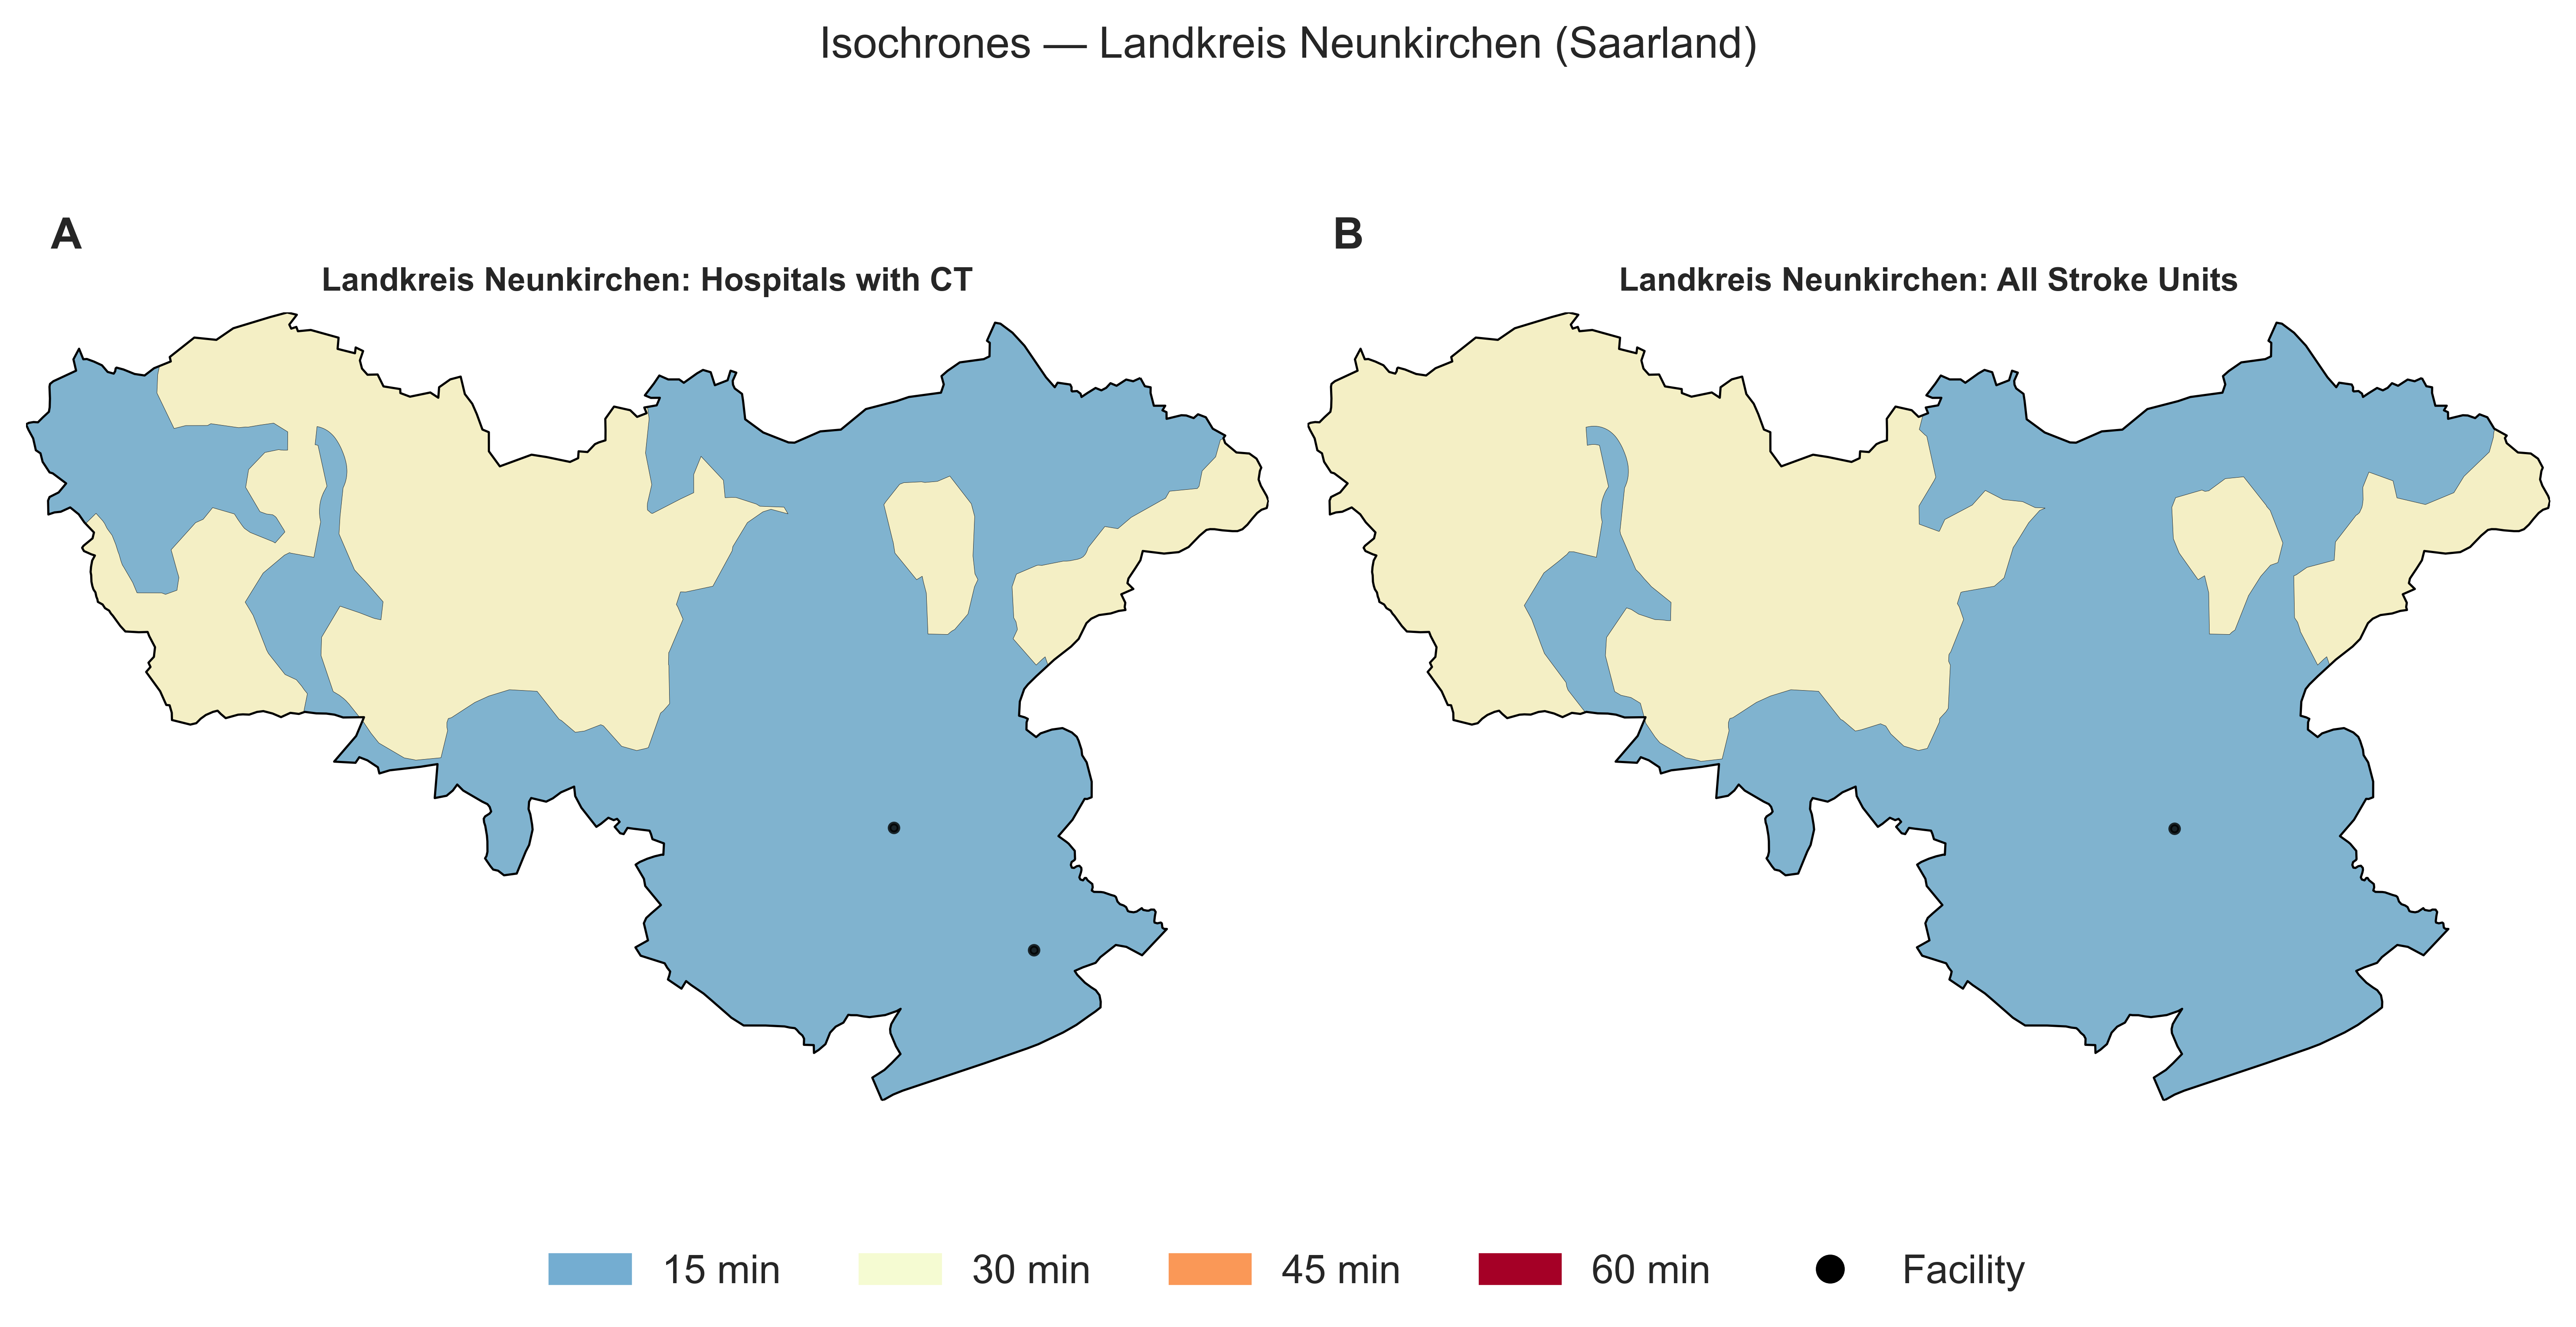 Isochrones — Landkreis Neunkirchen (Saarland)
A
Landkreis Neunkirchen: Hospitals with CT
B
Landkreis Neunkirchen: All Stroke Units
15 min
30 min
45 min
60 min
Facility